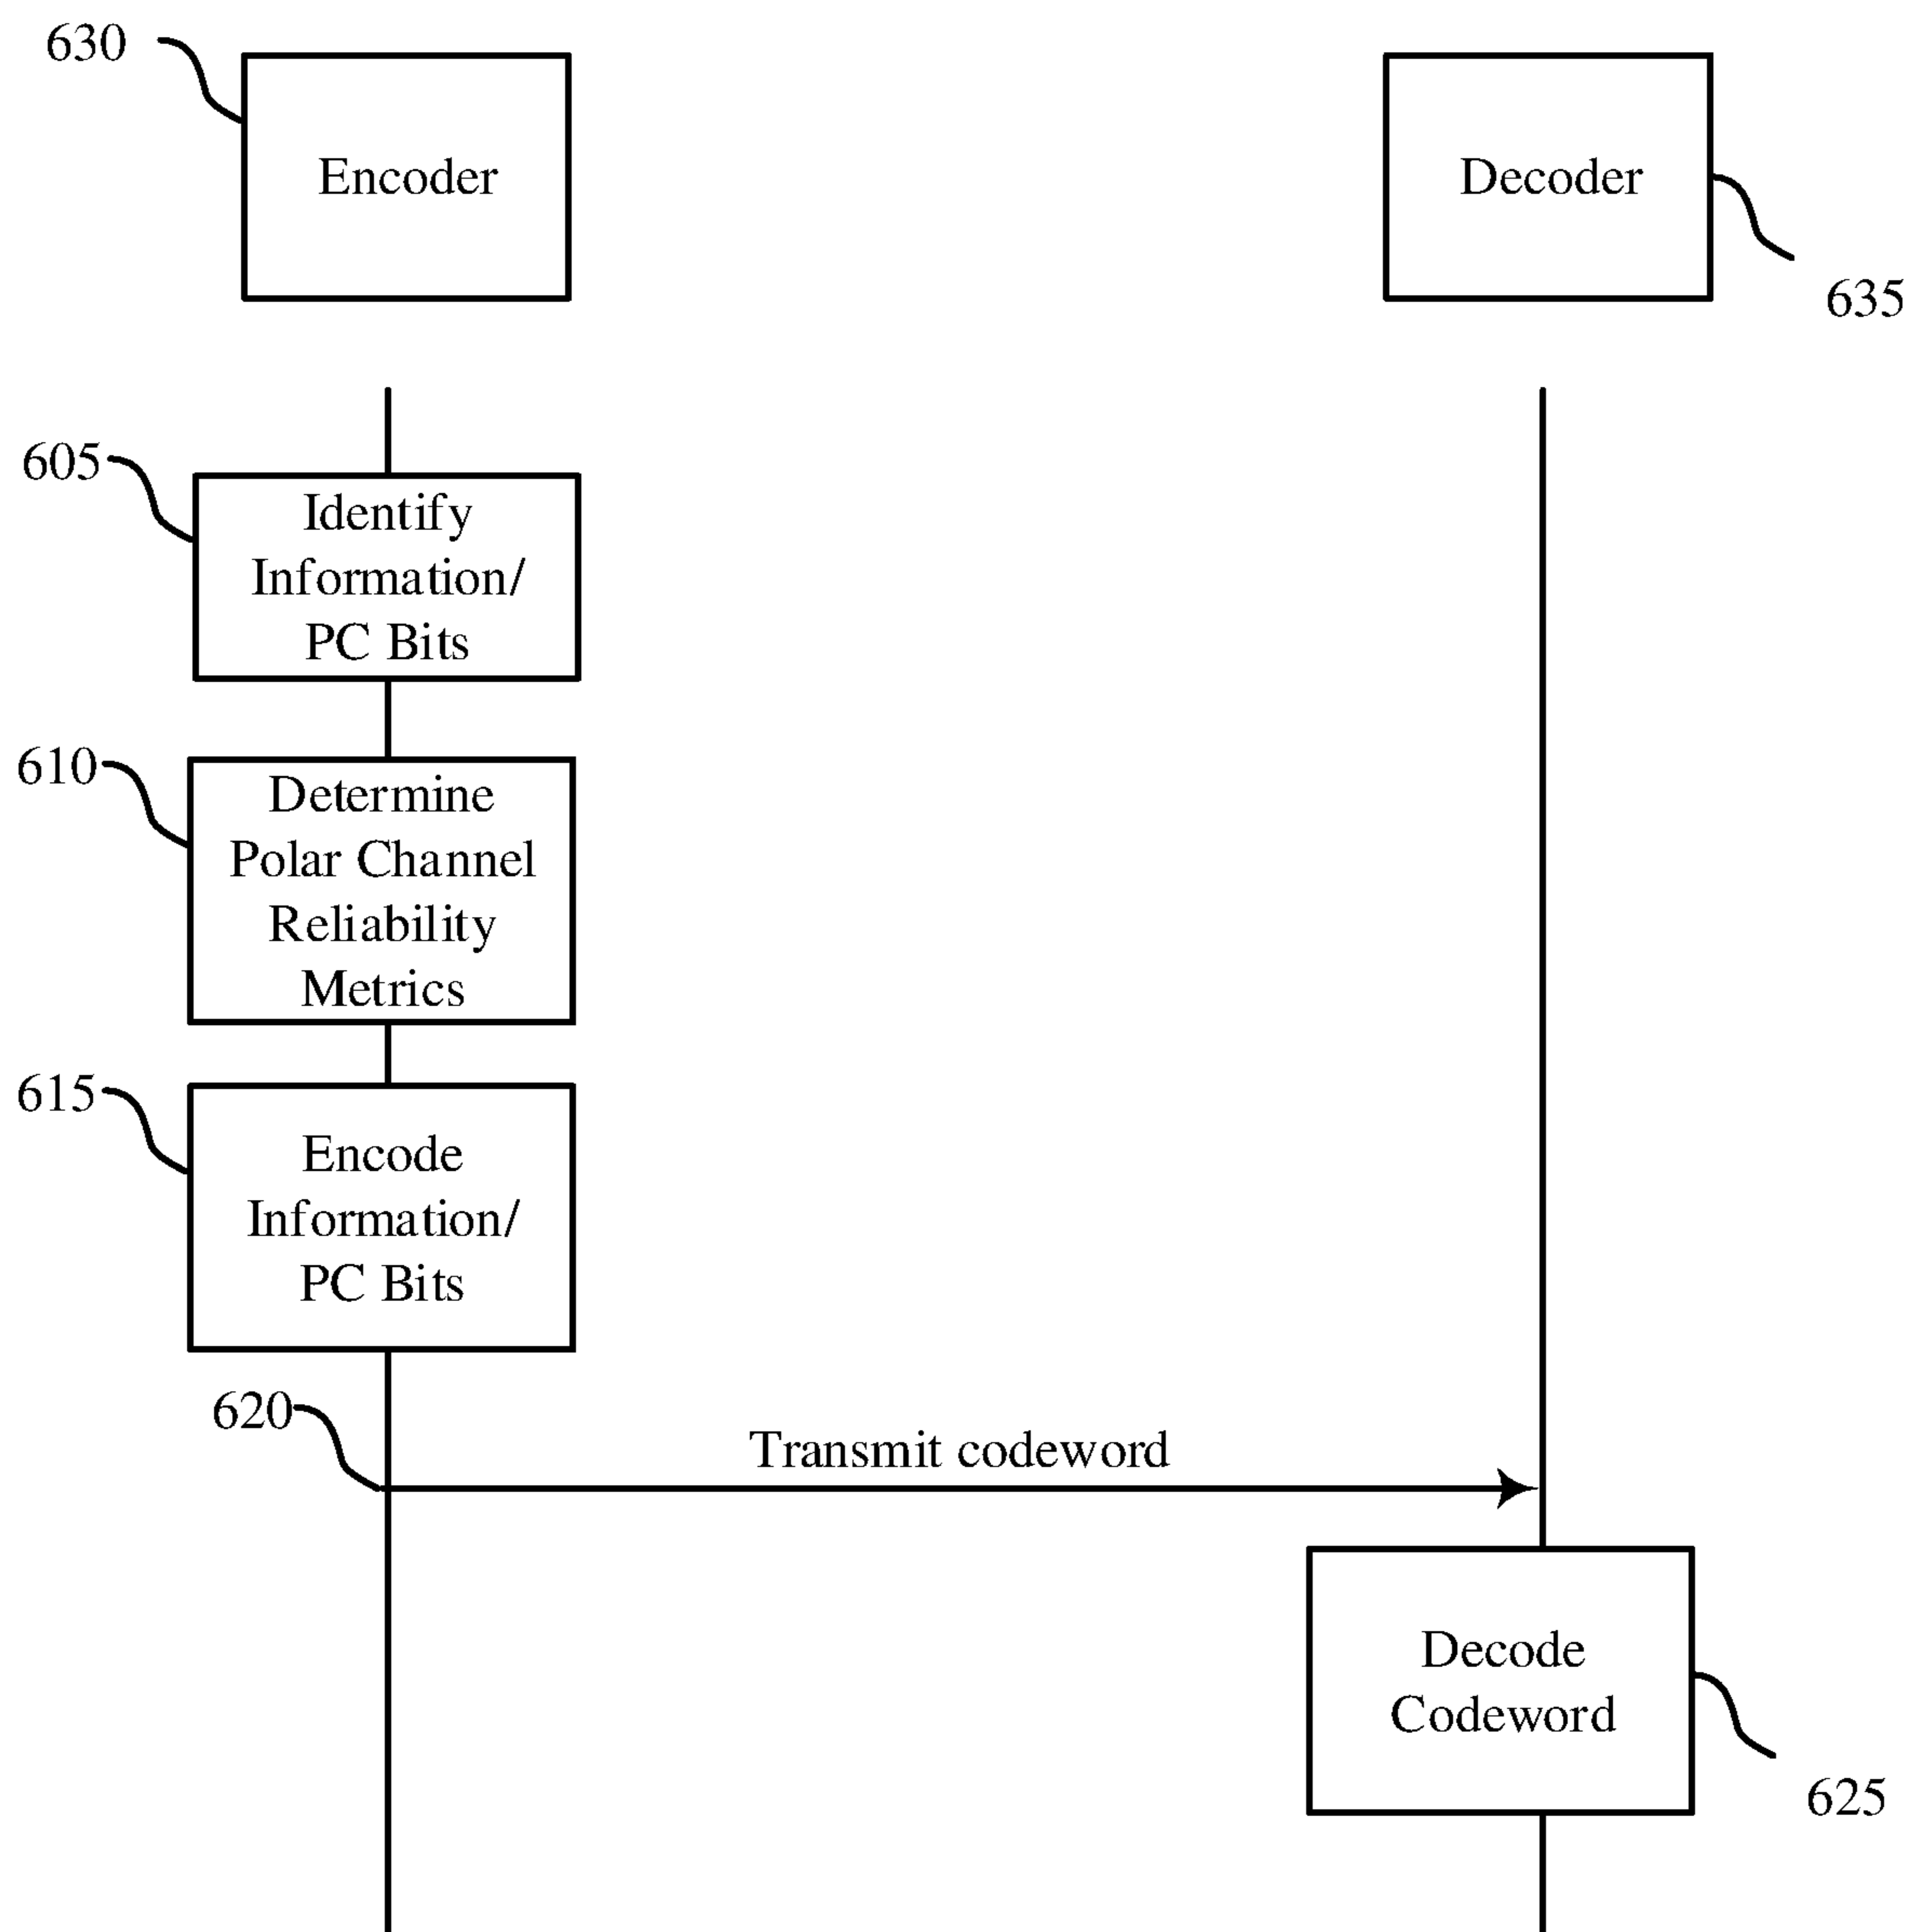 630
Encoder
Decoder
635
605
Identify
Information/
PC Bits
610
Determine
Polar Channel
Reliability
Metrics
615
Encode
Information/
PC Bits
620
Transmit codeword
Decode
Codeword
625